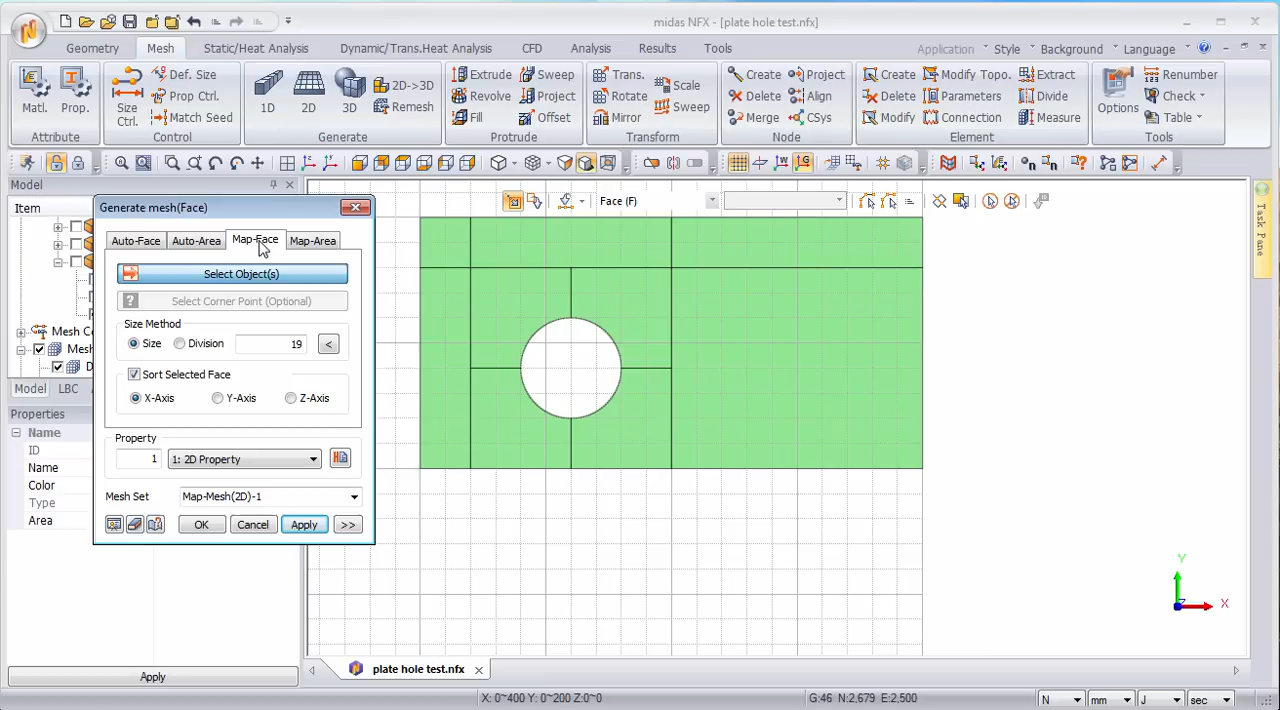 midas NFX - [plate hole test.nfx]
Geometry Mesh Static/Heat Analysis Dynamic/Trans.Heat Analysis CFD Analysis Results Tools Application Style Background Language
Matl. Prop.
Attribute
Size Ctrl.
Def. Size
Prop Ctrl.
Match Seed
Control
1D 2D 3D
2D->3D
Remesh
Generate
Extrude Sweep
Revolve Project
Fill Offset
Protrude
Trans. Scale
Rotate Sweep
Mirror
Transform
Create Project
Delete Align
Merge CSys
Node
Create Modify Topo. Extract
Delete Parameters Divide
Modify Connection Measure
Element
Options
Renumber
Check
Table
Tools
Model
Item
Mesh Co
Mesh
D
Model LBC
Properties
Name
ID
Name
Color
Type
Area
Apply
Generate mesh(Face)
Auto-Face Auto-Area Map-Face Map-Area
Select Object(s)
? Select Corner Point (Optional)
Size Method
Size Division 19 <
Sort Selected Face
X-Axis Y-Axis Z-Axis
Property
1 1: 2D Property
Mesh Set Map-Mesh(2D)-1
OK Cancel Apply >>
Face (F)
Task Pane
Y
Z
X
plate hole test.nfx
X: 0~400 Y: 0~200 Z:0~0 G:46 N:2,679 E:2,500 N mm J sec